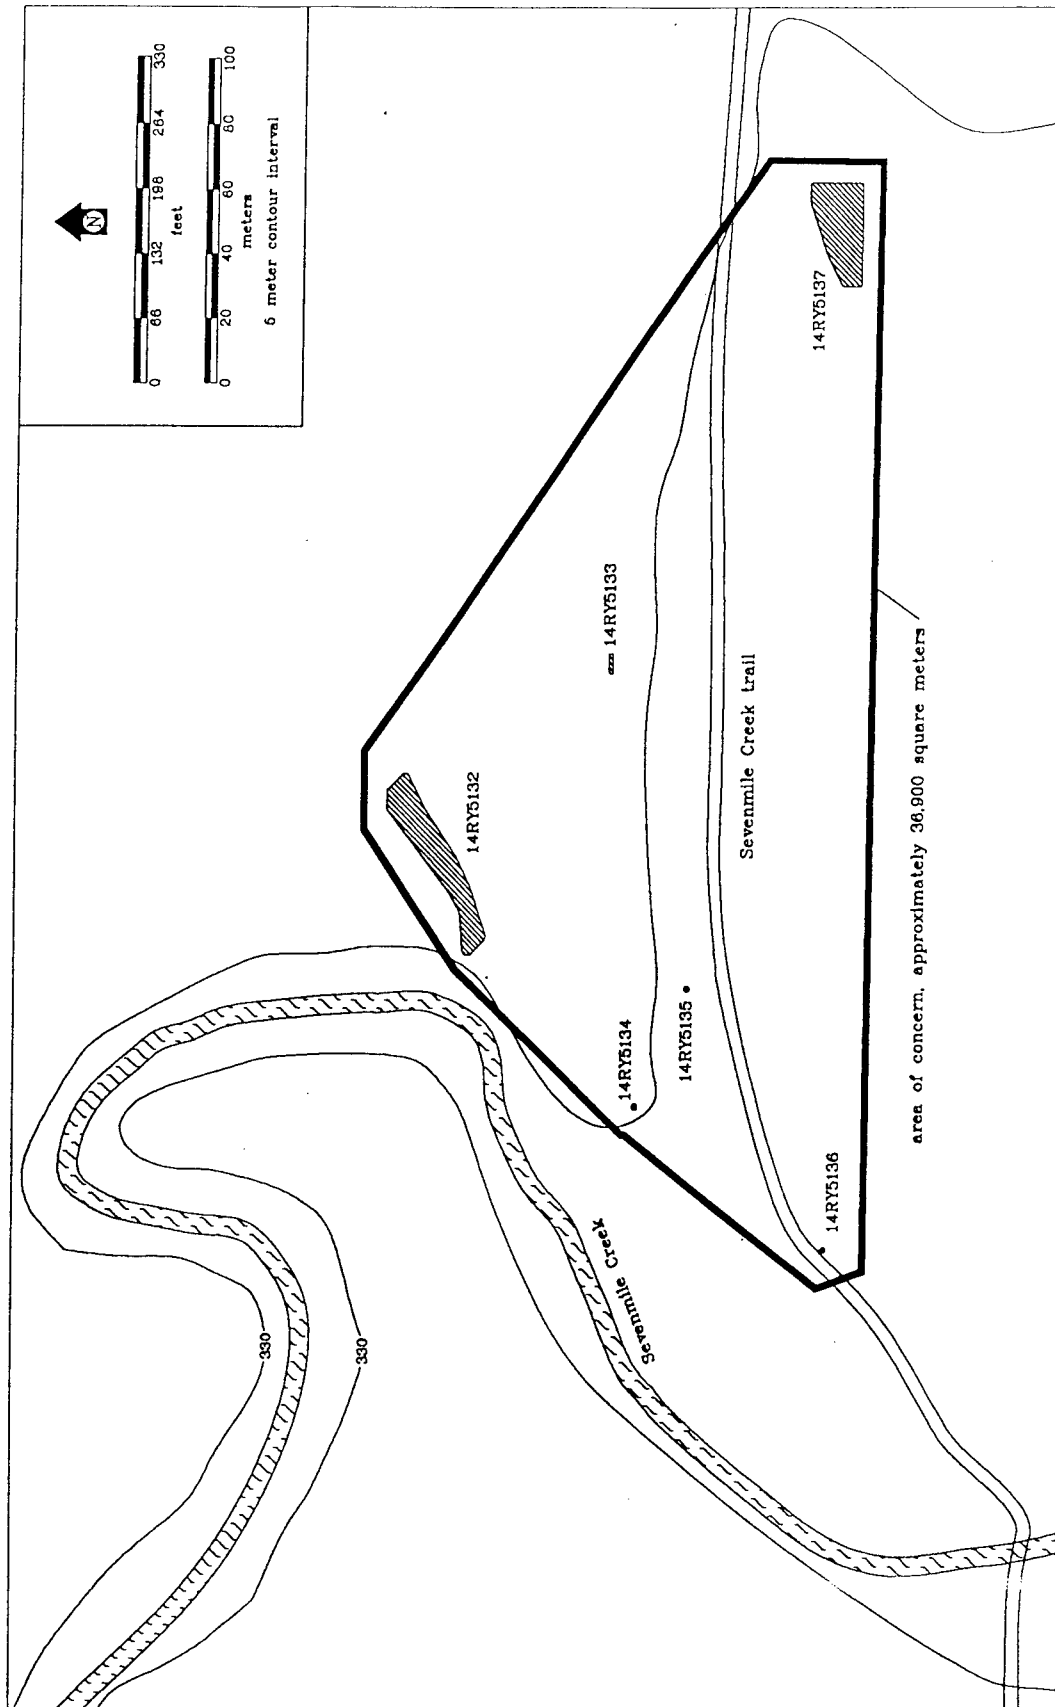 N
0 66 132 198 264 330
feet
0 20 40 60 80 100
meters
5 meter contour interval
330
330
Sevenmile Creek
14RY5132
14RY5133
14RY5134
14RY5135
14RY5136
14RY5137
Sevenmile Creek trail
area of concern, approximately 36,900 square meters